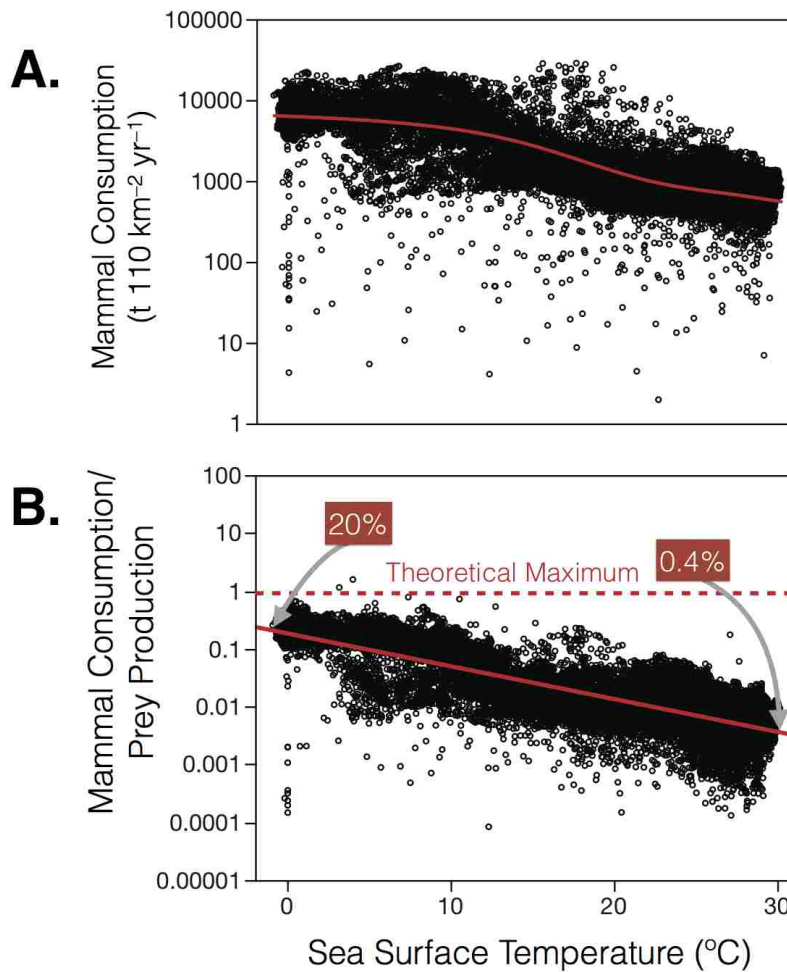 A.
Mammal Consumption
(t 110 km⁻² yr⁻¹)
100000
10000
1000
100
10
1
B.
Mammal Consumption/
Prey Production
100
10
1
0.1
0.01
0.001
0.0001
0.00001
20%
Theoretical Maximum
0.4%
0
10
20
30
Sea Surface Temperature (°C)